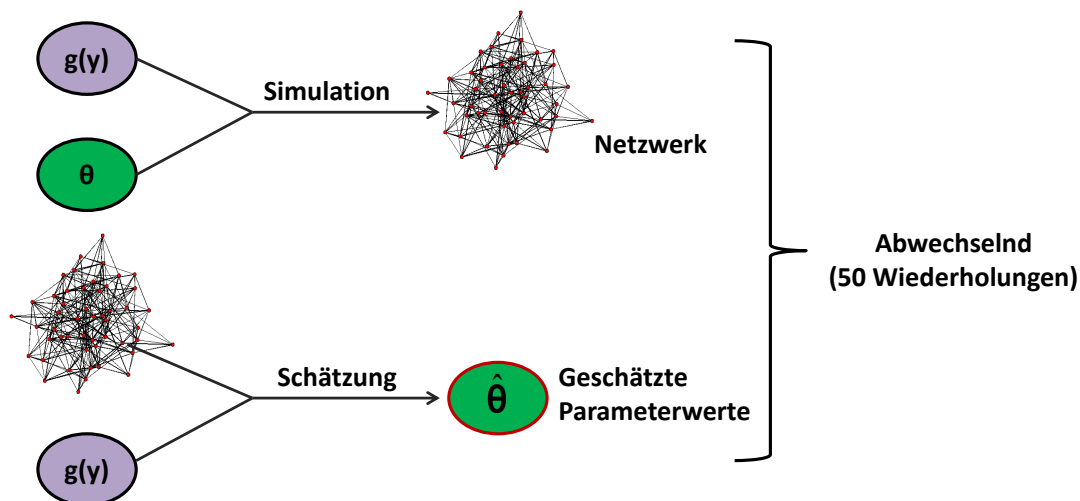 g(y)
Simulation
θ
Netzwerk
Abwechselnd
(50 Wiederholungen)
Schätzung
θ̂
Geschätzte
Parameterwerte
g(y)